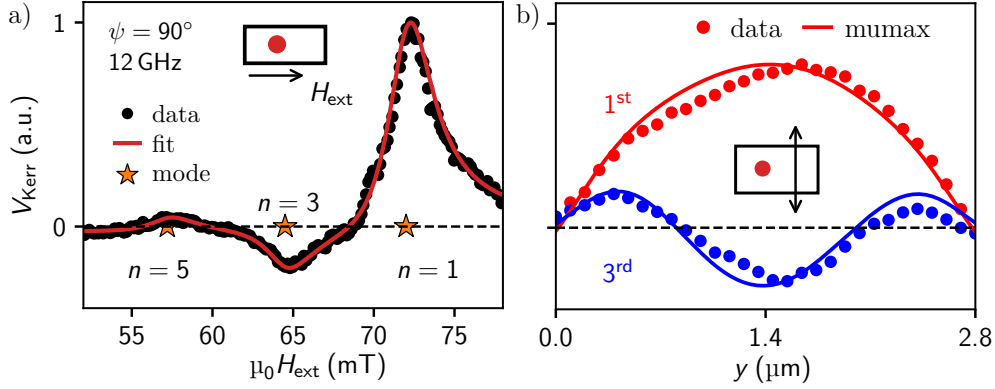 a)
ψ = 90°
12 GHz
H_ext
data
fit
mode
n = 3
n = 5
n = 1
1
0
V_Kerr (a.u.)
55
60
65
70
75
μ₀H_ext (mT)
b)
data
mumax
1ˢᵗ
3ʳᵈ
0.0
1.4
2.8
y (μm)